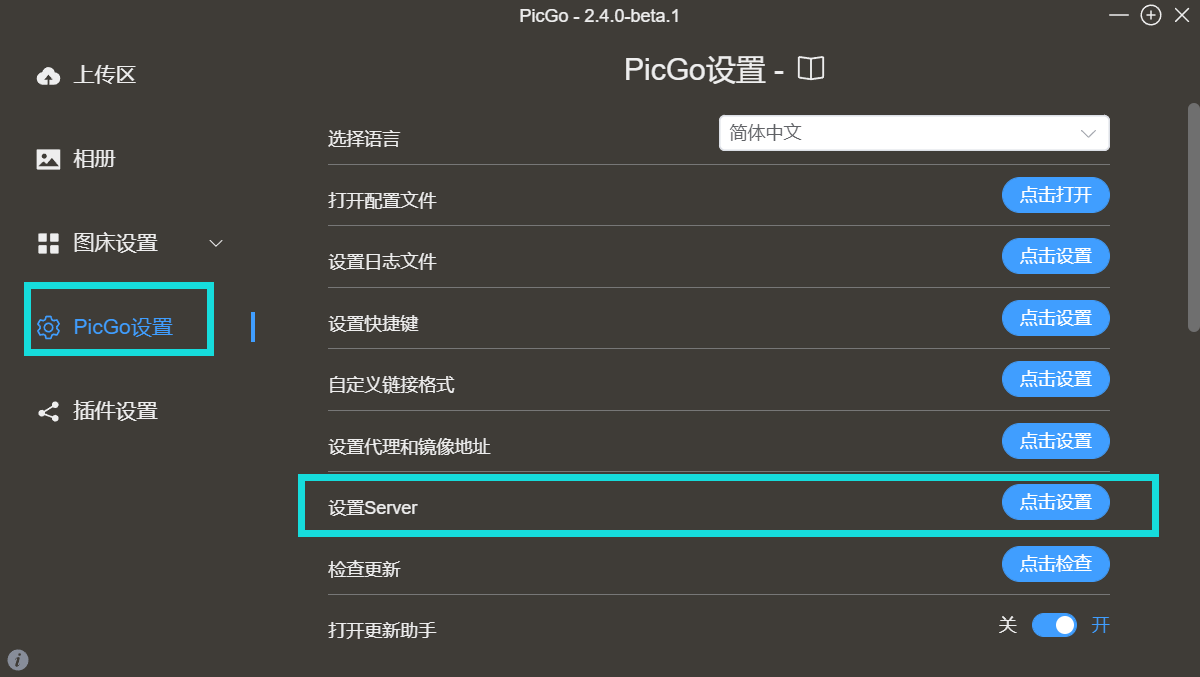 PicGo - 2.4.0-beta.1
上传区
相册
图床设置
PicGo设置
插件设置
PicGo设置 -
选择语言 简体中文
打开配置文件 点击打开
设置日志文件 点击设置
设置快捷键 点击设置
自定义链接格式 点击设置
设置代理和镜像地址 点击设置
设置Server 点击设置
检查更新 点击检查
打开更新助手 关 开